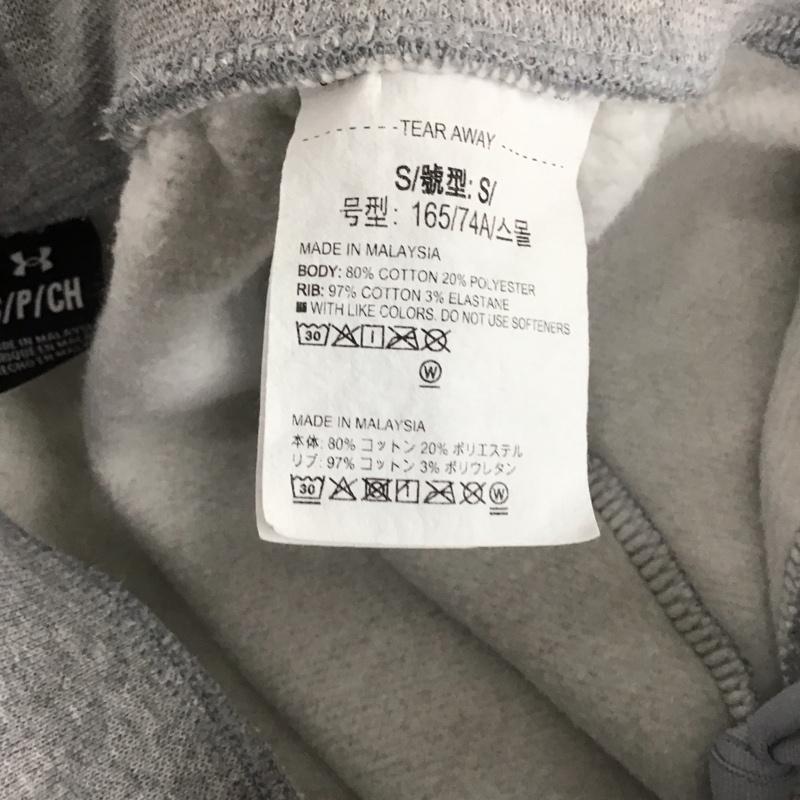 TEAR AWAY
S/號型: S/
号型: 165/74A/스몰
MADE IN MALAYSIA
BODY: 80% COTTON 20% POLYESTER
RIB: 97% COTTON 3% ELASTANE
WITH LIKE COLORS. DO NOT USE SOFTENERS
30
W
MADE IN MALAYSIA
本体: 80% コットン 20% ポリエステル
リブ: 97% コットン 3% ポリウレタン
30 W
/P/CH